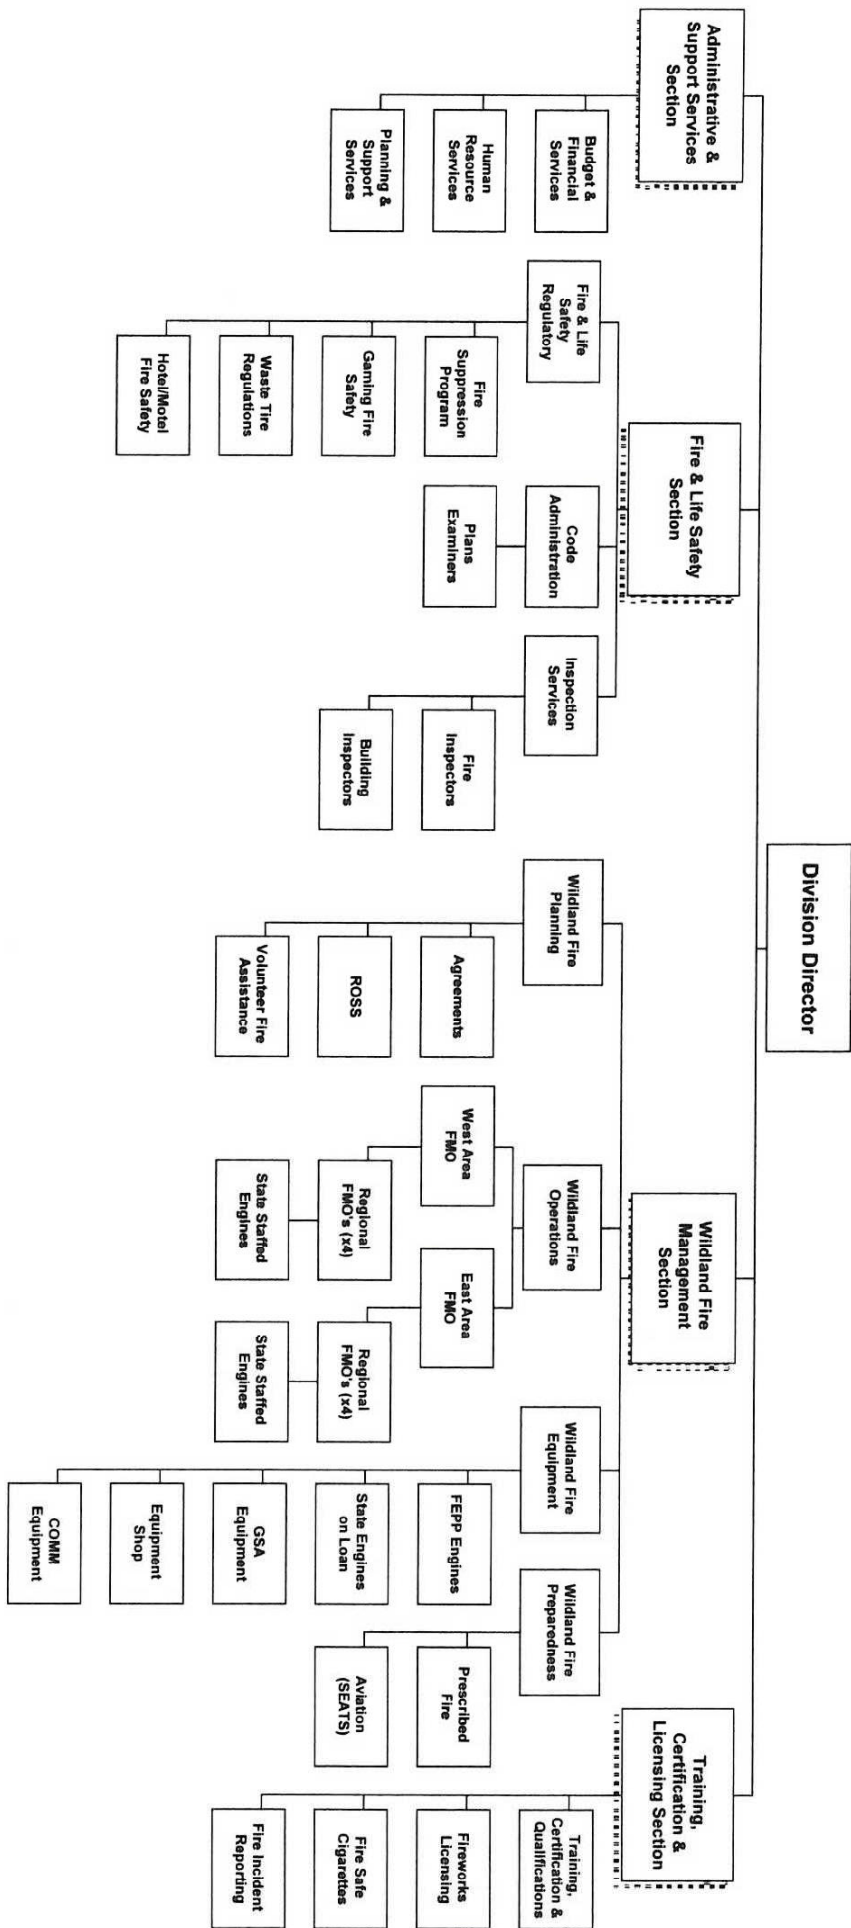 Division Director
Administrative &
Support Services
Section
Budget &
Financial
Services
Human
Resource
Services
Planning &
Support
Services
Fire & Life Safety
Section
Fire & Life
Safety
Regulatory
Fire
Suppression
Program
Gaming Fire
Safety
Waste Tire
Regulations
Hotel/Motel
Fire Safety
Code
Administration
Plans
Examiners
Inspection
Services
Fire
Inspectors
Building
Inspectors
Wildland Fire
Management
Section
Wildland Fire
Planning
Agreements
ROSS
Volunteer Fire
Assistance
Wildland Fire
Operations
West Area
FMO
Regional
FMO's (x4)
State Staffed
Engines
East Area
FMO
Regional
FMO's (x4)
State Staffed
Engines
Wildland Fire
Equipment
FEPP Engines
State Engines
on Loan
GSA
Equipment
Equipment
Shop
COMM
Equipment
Wildland Fire
Preparedness
Prescribed
Fire
Aviation
(SEATS)
Training,
Certification &
Licensing Section
Training,
Certification &
Qualifications
Fireworks
Licensing
Fire Safe
Cigarettes
Fire Incident
Reporting